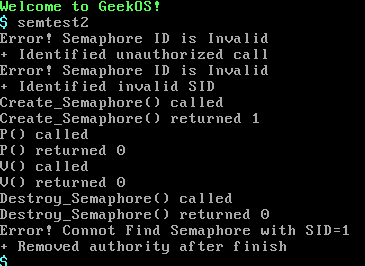 Welcome to GeekOS!
$ semtest2
Error! Semaphore ID is Invalid
+ Identified unauthorized call
Error! Semaphore ID is Invalid
+ Identified invalid SID
Create_Semaphore() called
Create_Semaphore() returned 1
P() called
P() returned 0
V() called
V() returned 0
Destroy_Semaphore() called
Destroy_Semaphore() returned 0
Error! Connot Find Semaphore with SID=1
+ Removed authority after finish
$